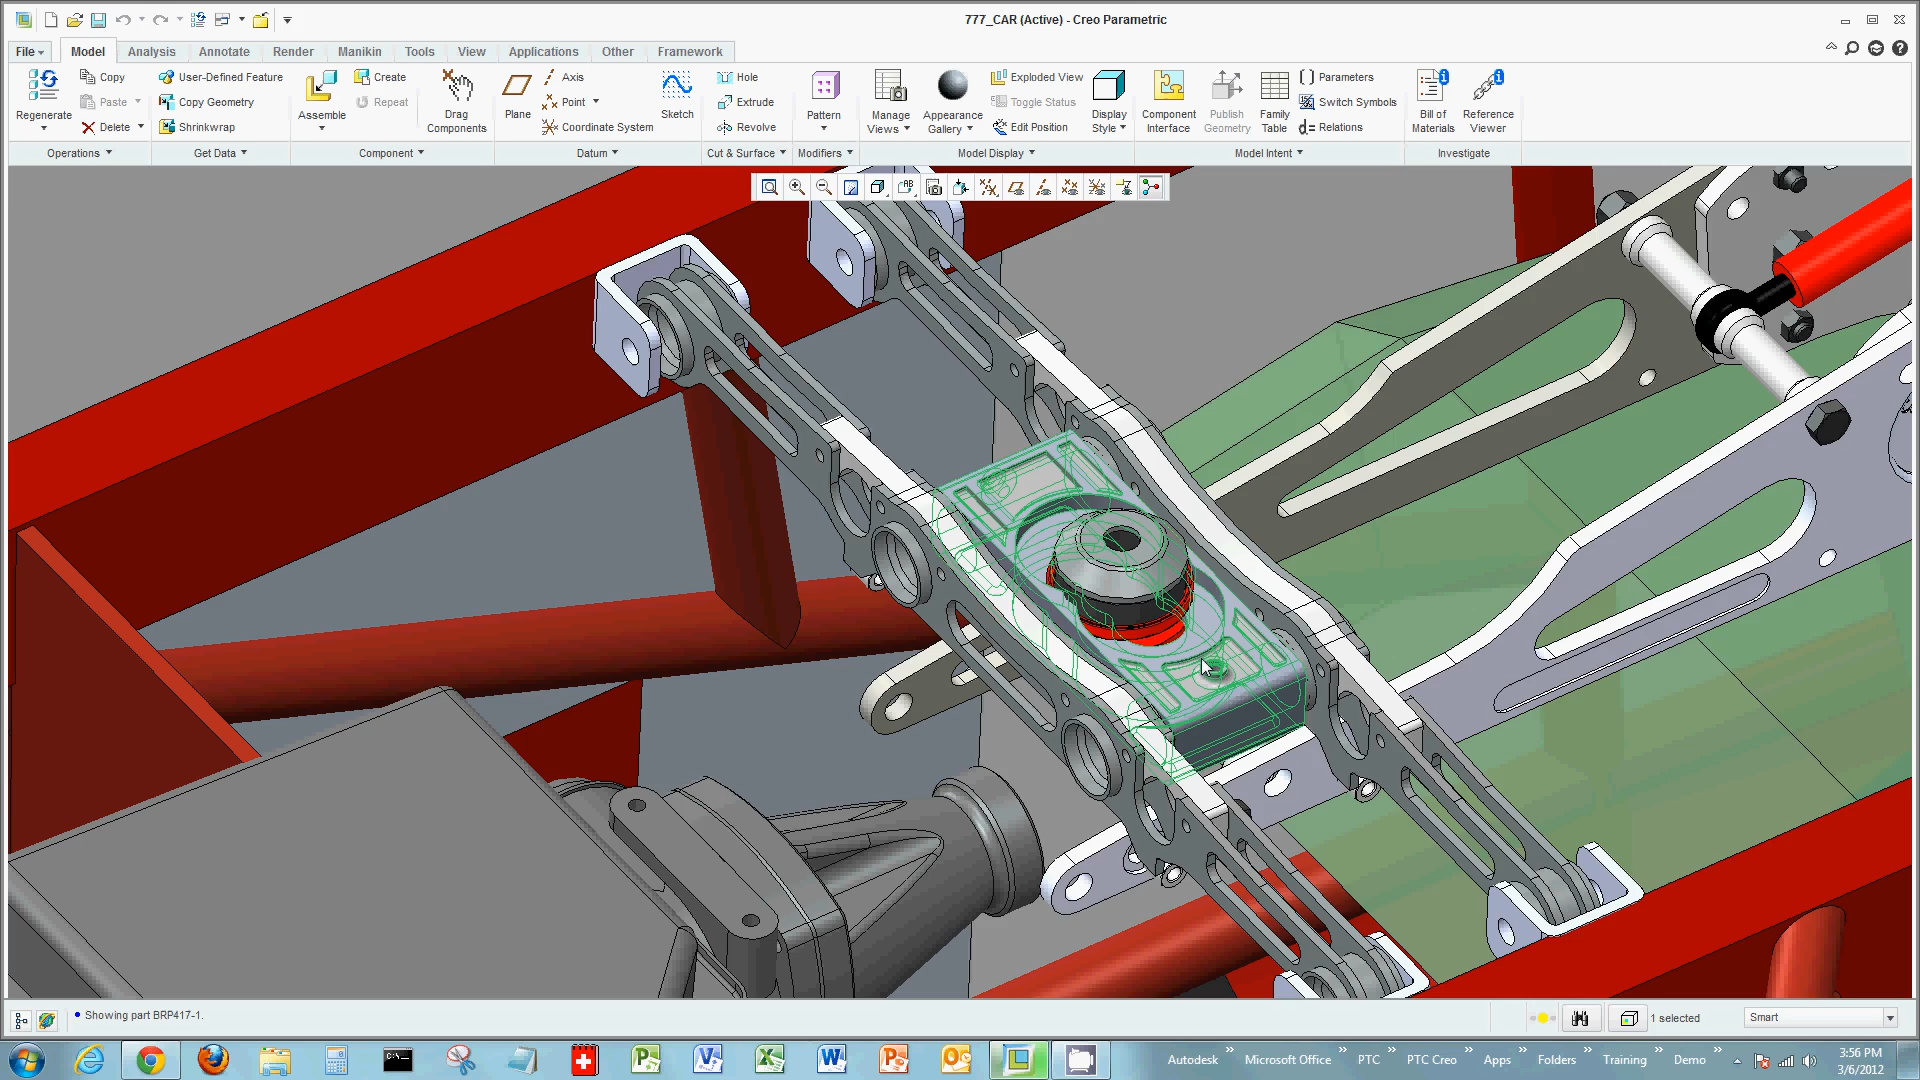 777_CAR (Active) - Creo Parametric
File Model Analysis Annotate Render Manikin Tools View Applications Other Framework
Regenerate
Copy
Paste
Delete
Operations
User-Defined Feature
Copy Geometry
Shrinkwrap
Get Data
Assemble
Create
Repeat
Drag Components
Component
Plane
Axis
Point
Coordinate System
Sketch
Datum
Hole
Extrude
Revolve
Cut & Surface
Pattern
Modifiers
Manage Views
Appearance Gallery
Exploded View
Toggle Status
Edit Position
Display Style
Model Display
Component Interface
Publish Geometry
Family Table
Parameters
Switch Symbols
d= Relations
Model Intent
Bill of Materials
Reference Viewer
Investigate
Showing part BRP417-1.
1 selected
Smart
Autodesk » Microsoft Office » PTC » PTC Creo » Apps » Folders » Training » Demo »
3:56 PM
3/6/2012